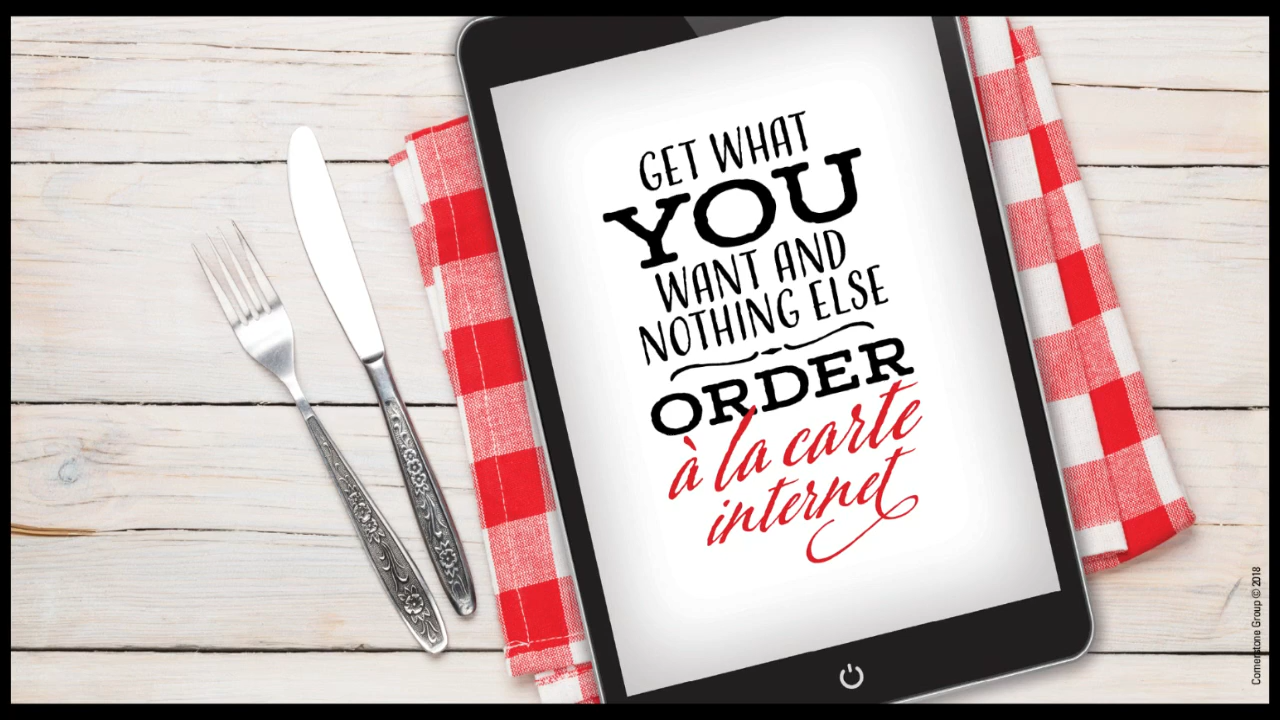 GET WHAT
YOU
WANT AND
NOTHING ELSE
ORDER
à la carte
internet
Cornerstone Group © 2018